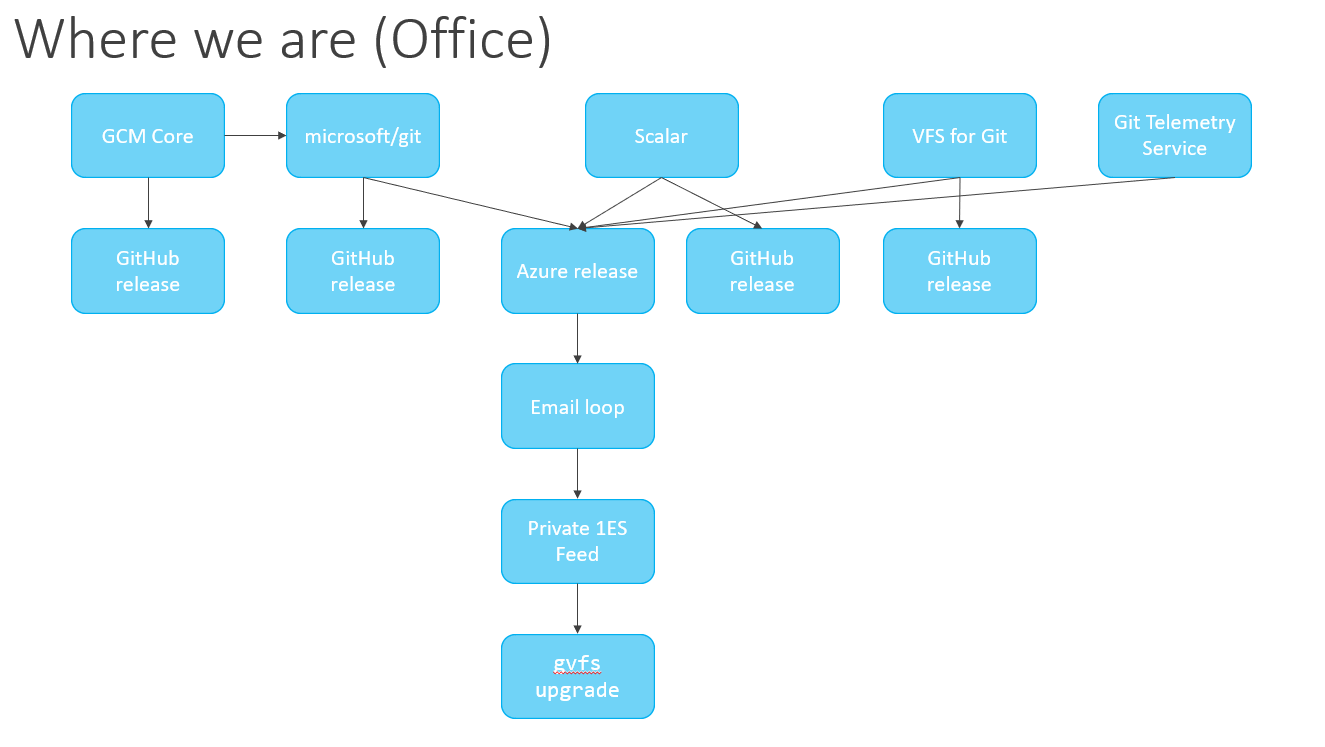 Where we are (Office)
GCM Core
microsoft/git
Scalar
VFS for Git
Git Telemetry
Service
GitHub
release
GitHub
release
Azure release
GitHub
release
GitHub
release
Email loop
Private 1ES
Feed
gvfs
upgrade